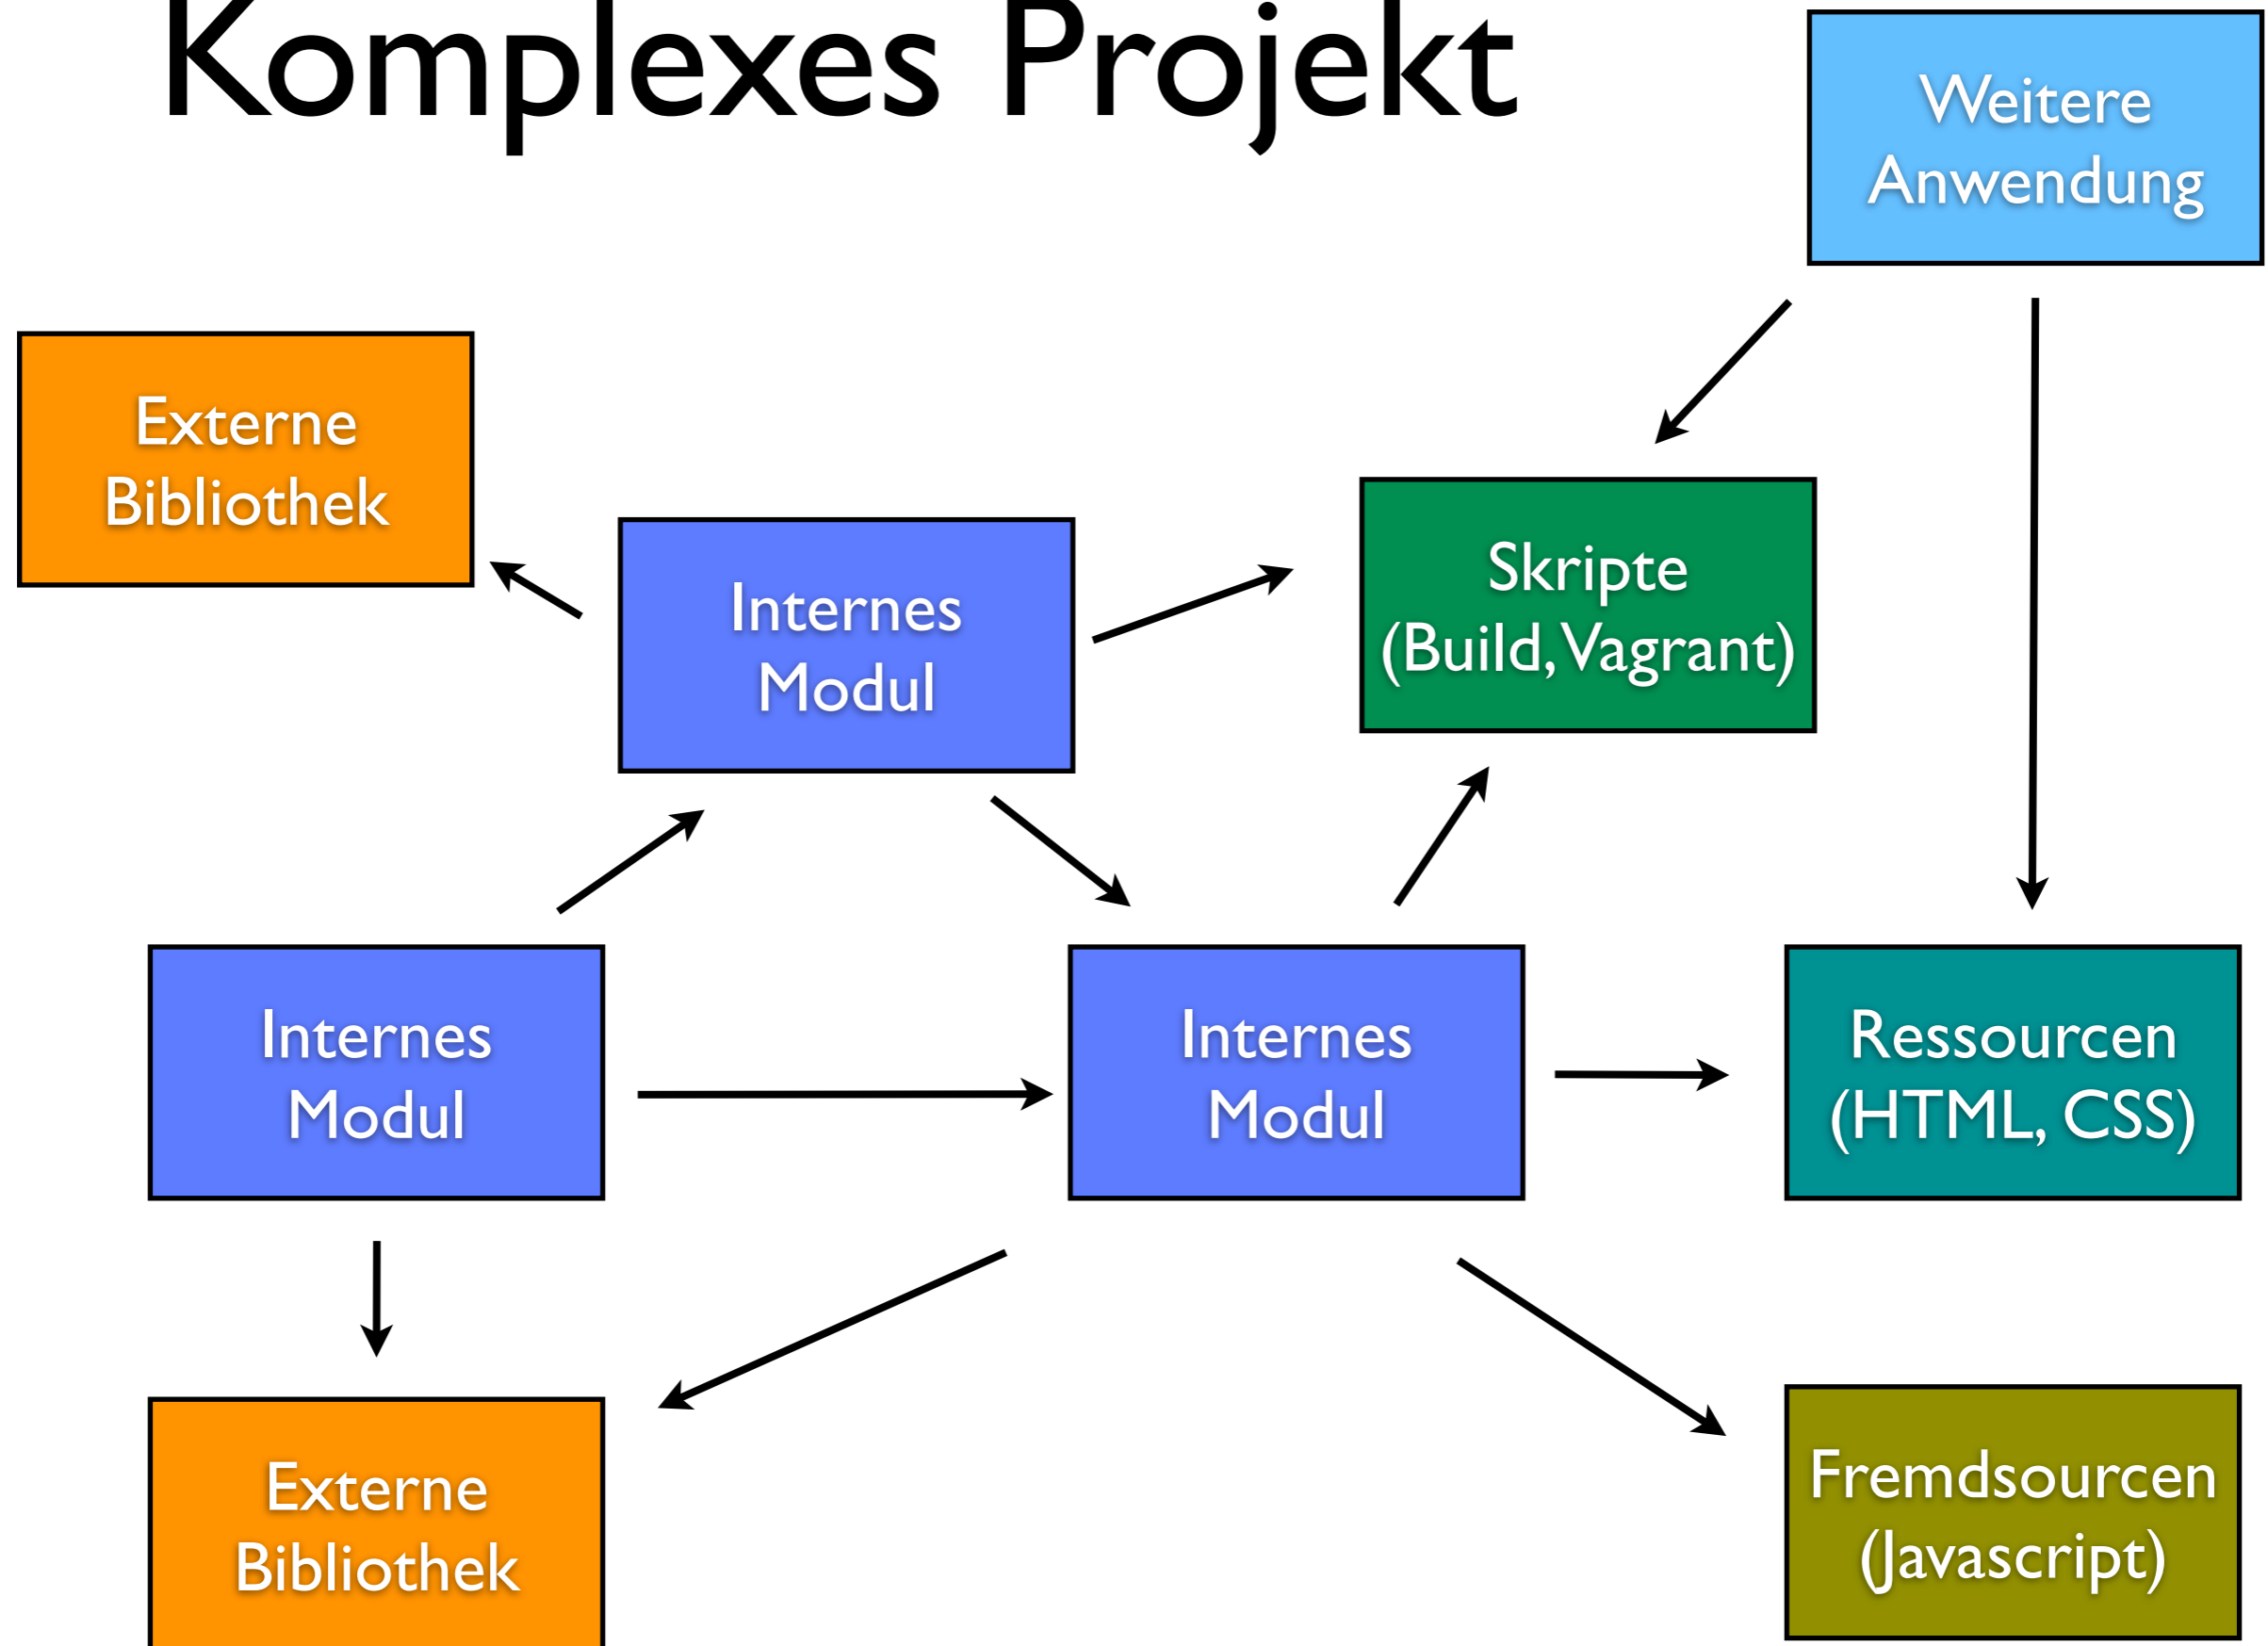 Komplexes Projekt
Weitere
Anwendung
Externe
Bibliothek
Internes
Modul
Skripte
(Build, Vagrant)
Internes
Modul
Internes
Modul
Ressourcen
(HTML, CSS)
Externe
Bibliothek
Fremdsourcen
(Javascript)